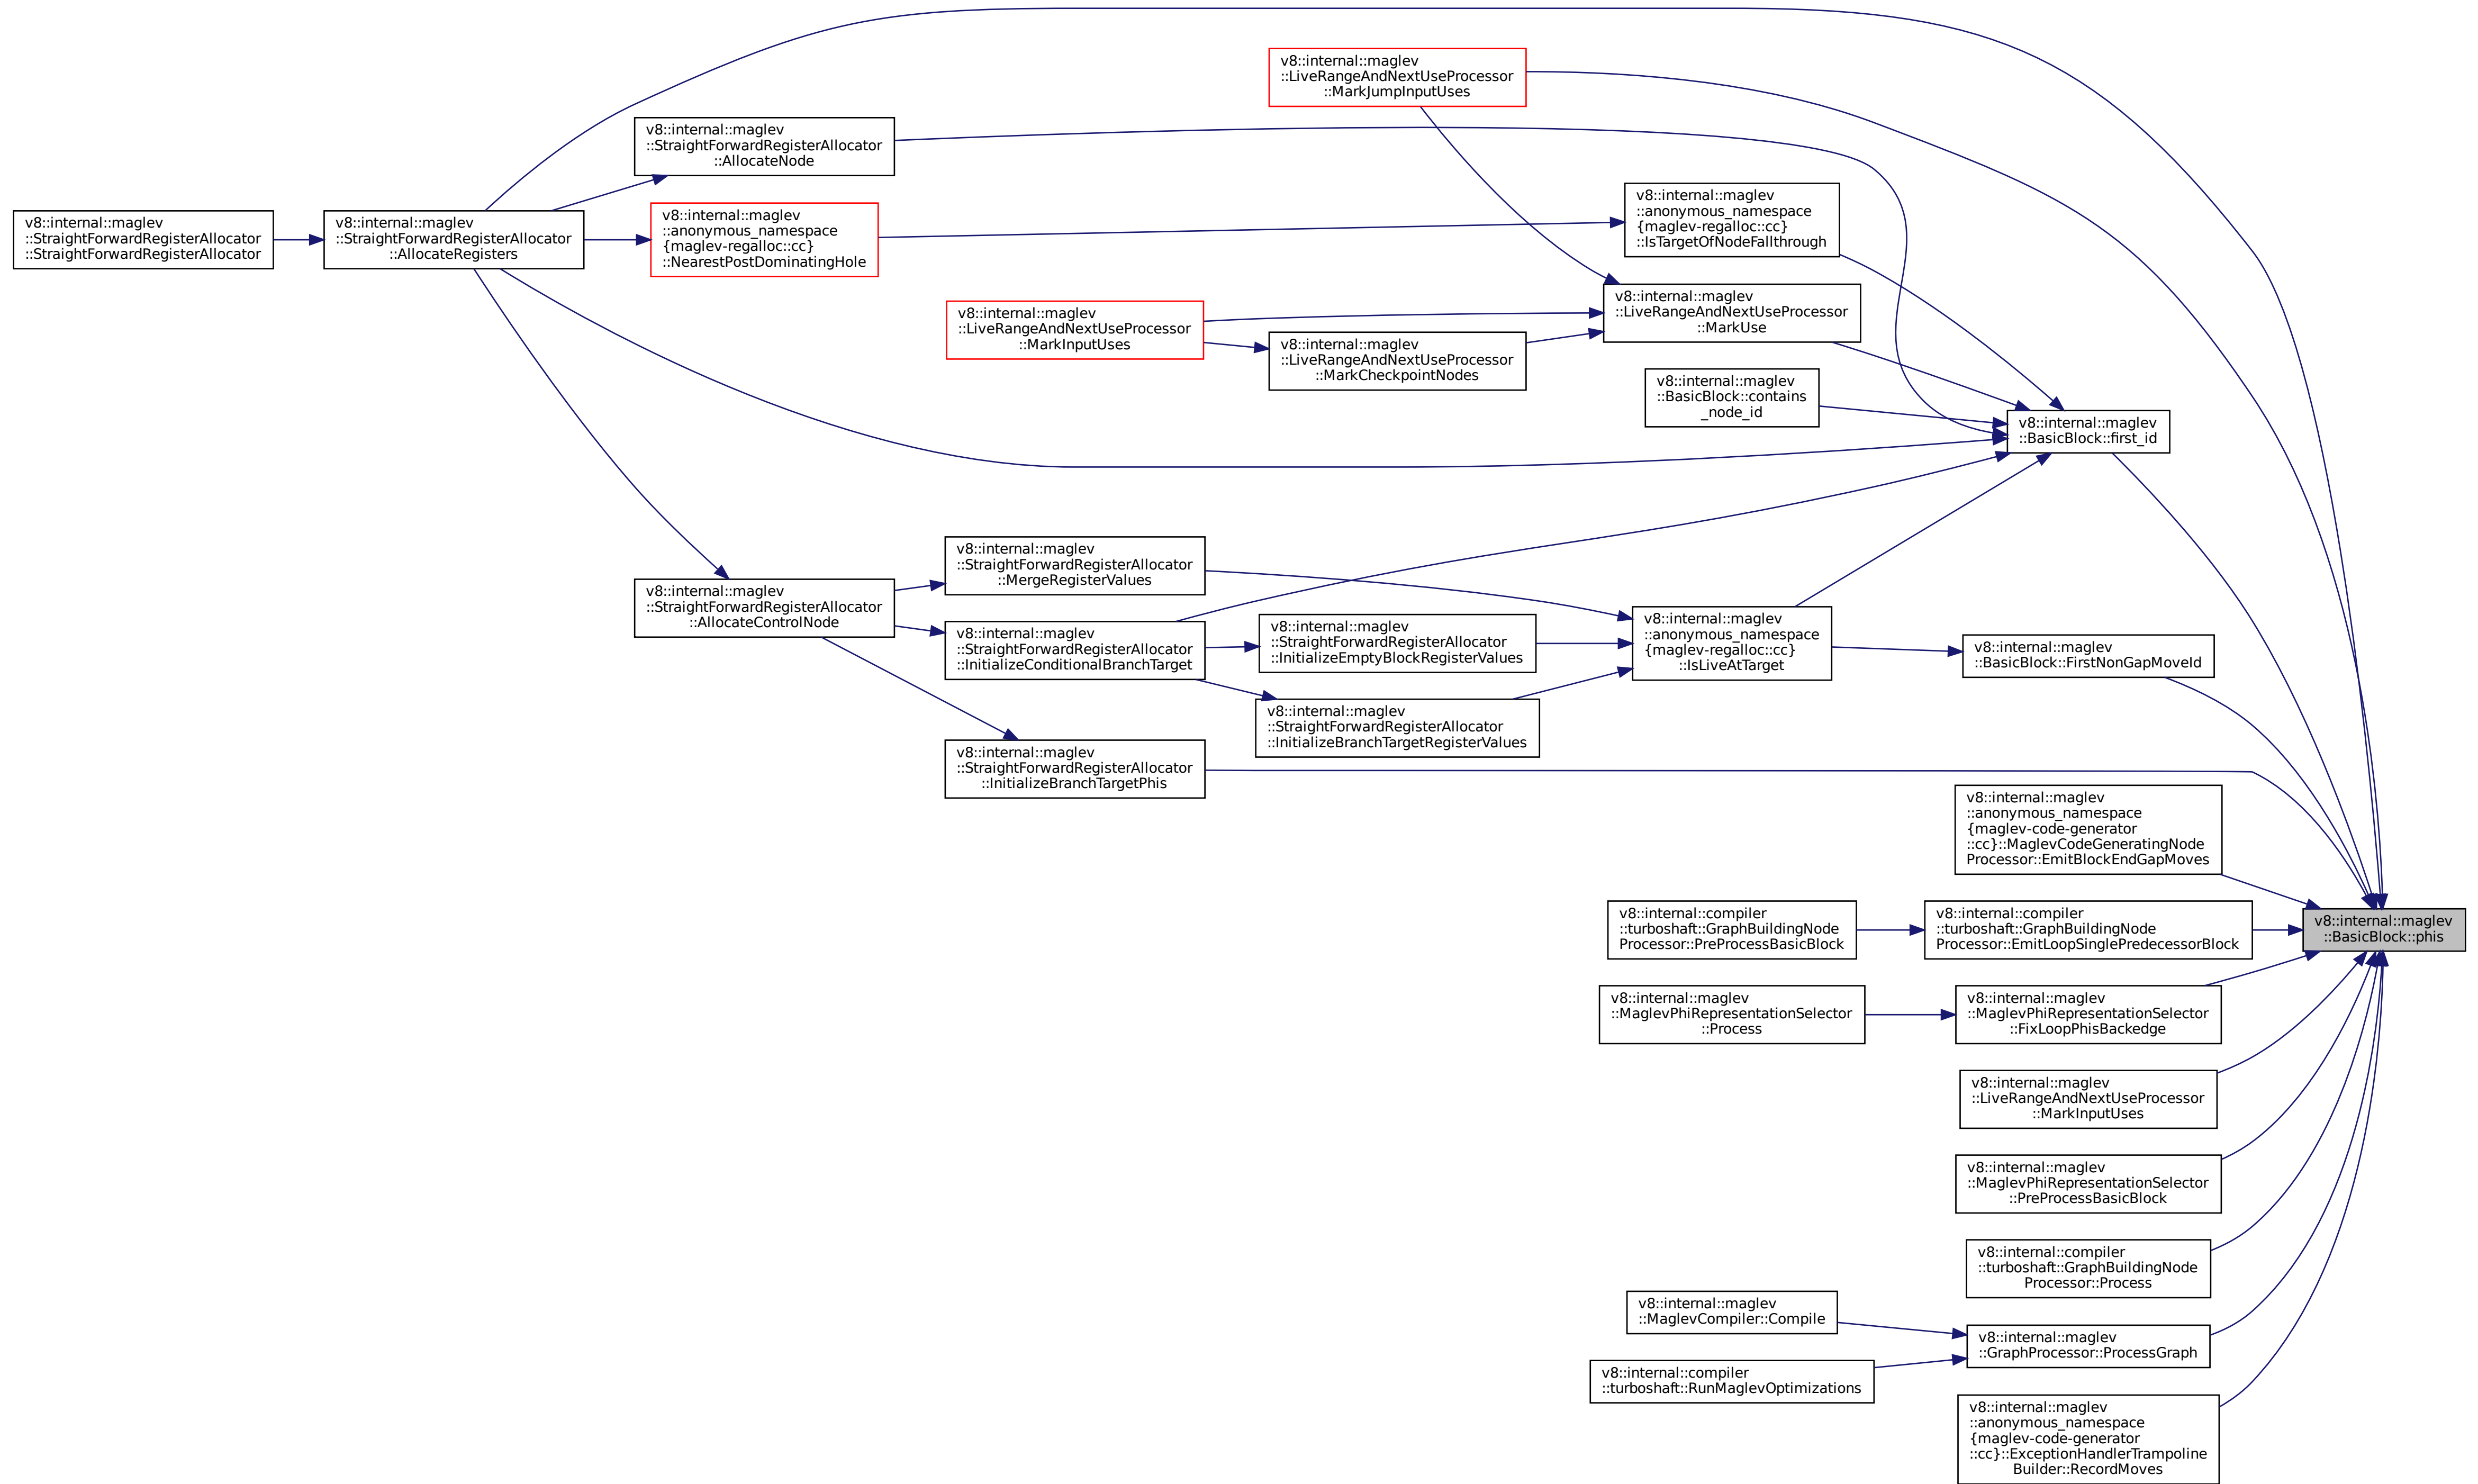 v8::internal::maglev
::LiveRangeAndNextUseProcessor
::MarkJumpInputUses
v8::internal::maglev
::StraightForwardRegisterAllocator
::AllocateNode
v8::internal::maglev
::anonymous_namespace
{maglev-regalloc::cc}
::IsTargetOfNodeFallthrough
v8::internal::maglev
::StraightForwardRegisterAllocator
::StraightForwardRegisterAllocator
v8::internal::maglev
::StraightForwardRegisterAllocator
::AllocateRegisters
v8::internal::maglev
::anonymous_namespace
{maglev-regalloc::cc}
::NearestPostDominatingHole
v8::internal::maglev
::LiveRangeAndNextUseProcessor
::MarkUse
v8::internal::maglev
::LiveRangeAndNextUseProcessor
::MarkInputUses
v8::internal::maglev
::LiveRangeAndNextUseProcessor
::MarkCheckpointNodes
v8::internal::maglev
::BasicBlock::contains
_node_id
v8::internal::maglev
::BasicBlock::first_id
v8::internal::maglev
::StraightForwardRegisterAllocator
::MergeRegisterValues
v8::internal::maglev
::StraightForwardRegisterAllocator
::AllocateControlNode
v8::internal::maglev
::StraightForwardRegisterAllocator
::InitializeConditionalBranchTarget
v8::internal::maglev
::StraightForwardRegisterAllocator
::InitializeEmptyBlockRegisterValues
v8::internal::maglev
::anonymous_namespace
{maglev-regalloc::cc}
::IsLiveAtTarget
v8::internal::maglev
::BasicBlock::FirstNonGapMoveId
v8::internal::maglev
::StraightForwardRegisterAllocator
::InitializeBranchTargetRegisterValues
v8::internal::maglev
::StraightForwardRegisterAllocator
::InitializeBranchTargetPhis
v8::internal::maglev
::anonymous_namespace
{maglev-code-generator
::cc}::MaglevCodeGeneratingNode
Processor::EmitBlockEndGapMoves
v8::internal::compiler
::turboshaft::GraphBuildingNode
Processor::PreProcessBasicBlock
v8::internal::compiler
::turboshaft::GraphBuildingNode
Processor::EmitLoopSinglePredecessorBlock
v8::internal::maglev
::BasicBlock::phis
v8::internal::maglev
::MaglevPhiRepresentationSelector
::Process
v8::internal::maglev
::MaglevPhiRepresentationSelector
::FixLoopPhisBackedge
v8::internal::maglev
::LiveRangeAndNextUseProcessor
::MarkInputUses
v8::internal::maglev
::MaglevPhiRepresentationSelector
::PreProcessBasicBlock
v8::internal::compiler
::turboshaft::GraphBuildingNode
Processor::Process
v8::internal::maglev
::MaglevCompiler::Compile
v8::internal::maglev
::GraphProcessor::ProcessGraph
v8::internal::compiler
::turboshaft::RunMaglevOptimizations
v8::internal::maglev
::anonymous_namespace
{maglev-code-generator
::cc}::ExceptionHandlerTrampoline
Builder::RecordMoves